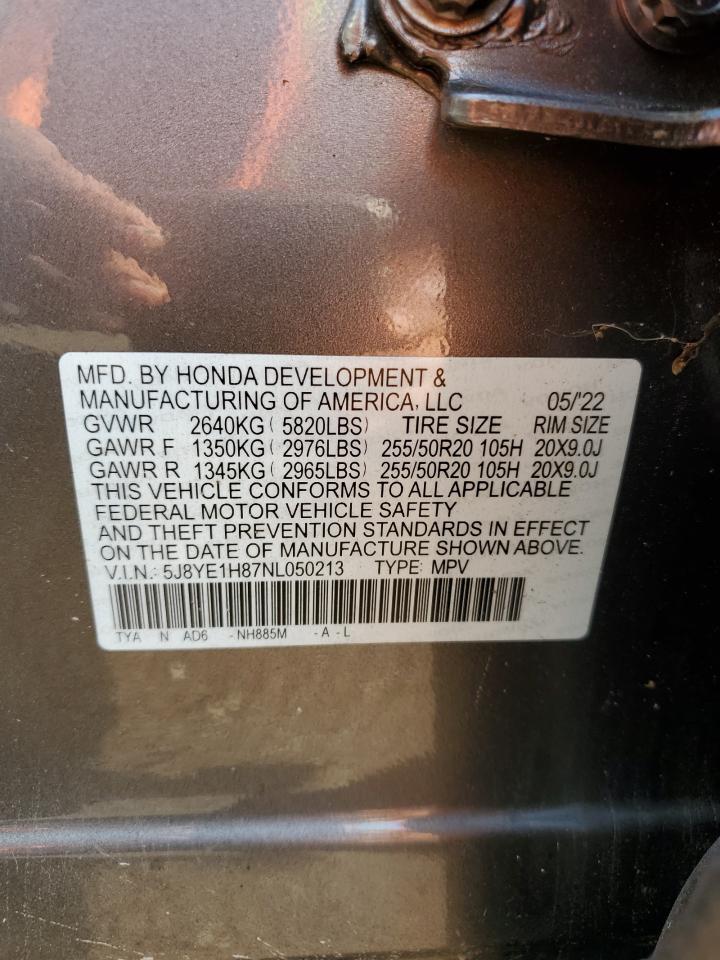 MFD. BY HONDA DEVELOPMENT &
MANUFACTURING OF AMERICA, LLC 05/'22
GVWR 2640KG ( 5820LBS) TIRE SIZE RIM SIZE
GAWR F 1350KG ( 2976LBS) 255/50R20 105H 20X9.0J
GAWR R 1345KG ( 2965LBS) 255/50R20 105H 20X9.0J
THIS VEHICLE CONFORMS TO ALL APPLICABLE
FEDERAL MOTOR VEHICLE SAFETY
AND THEFT PREVENTION STANDARDS IN EFFECT
ON THE DATE OF MANUFACTURE SHOWN ABOVE.
V.I.N.: 5J8YE1H87NL050213 TYPE: MPV
TYA N AD6 -NH885M -A -L